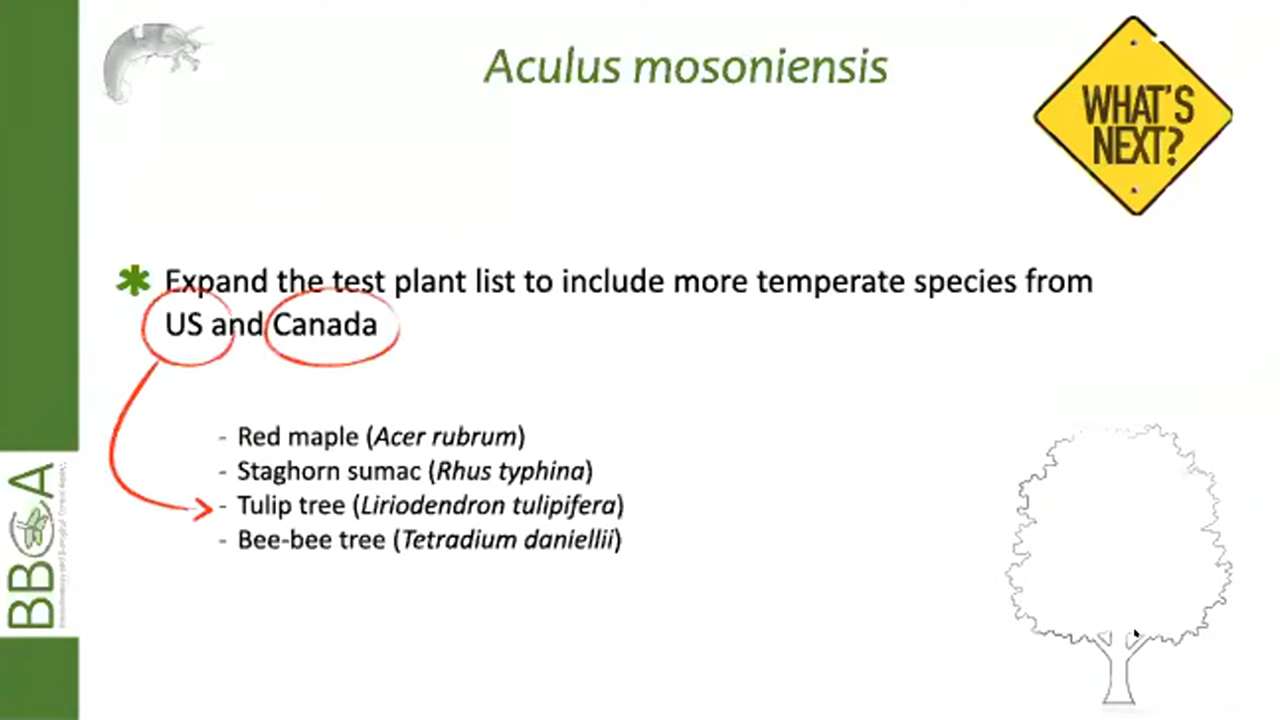 Aculus mosoniensis
WHAT'S
NEXT?
Expand the test plant list to include more temperate species from
US and Canada
- Red maple (Acer rubrum)
- Staghorn sumac (Rhus typhina)
- Tulip tree (Liriodendron tulipifera)
- Bee-bee tree (Tetradium daniellii)
BBCA